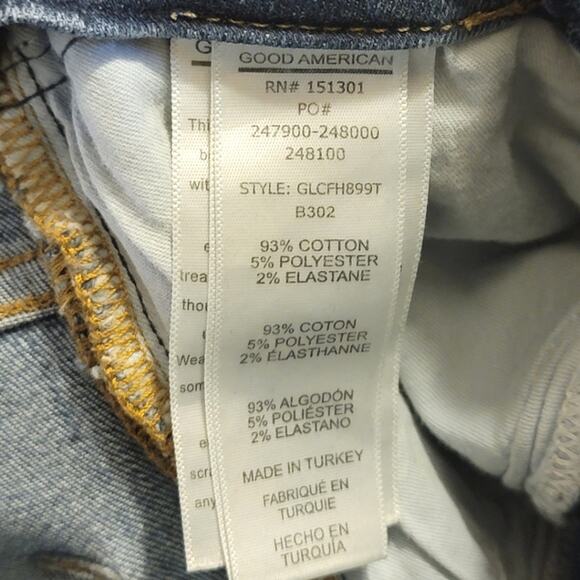 GOOD AMERICAN
RN# 151301
PO#
247900-248000
248100
STYLE: GLCFH899T
B302
93% COTTON
5% POLYESTER
2% ELASTANE
93% COTON
5% POLYESTER
2% ÉLASTHANNE
93% ALGODÓN
5% POLIÉSTER
2% ELASTANO
MADE IN TURKEY
FABRIQUÉ EN
TURQUIE
HECHO EN
TURQUÍA